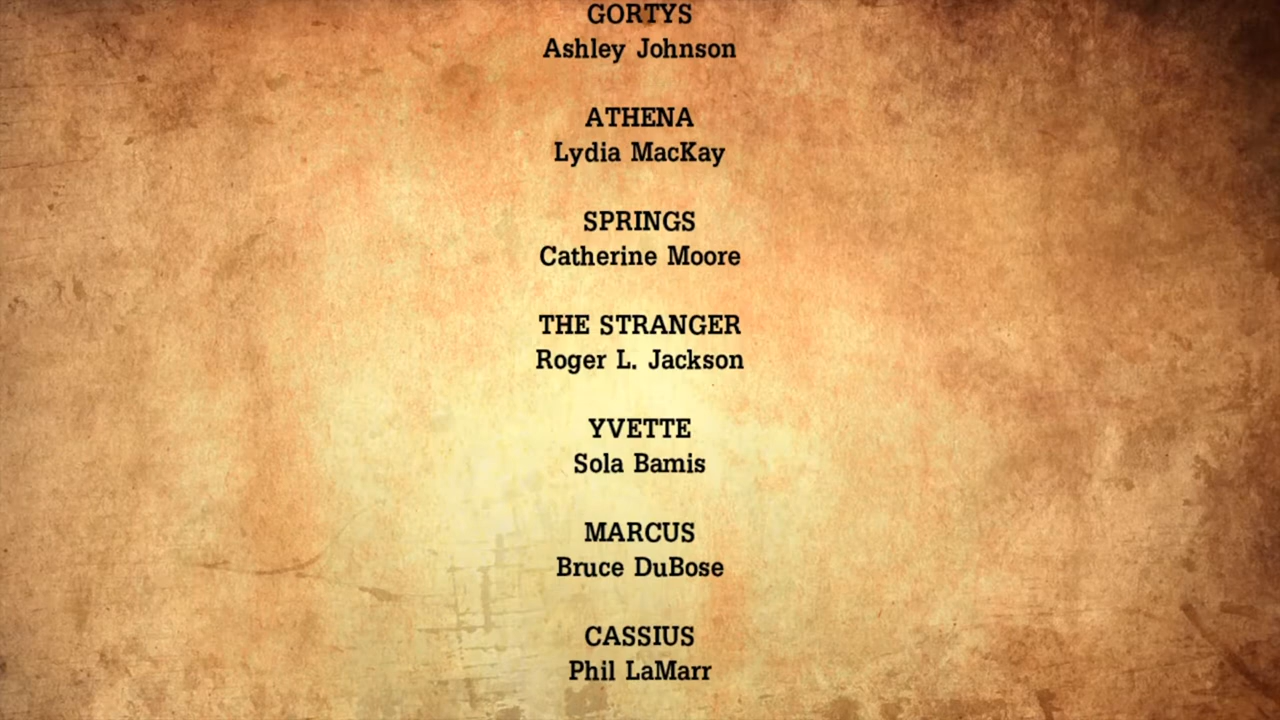 GORTYS
Ashley Johnson
ATHENA
Lydia MacKay
SPRINGS
Catherine Moore
THE STRANGER
Roger L. Jackson
YVETTE
Sola Bamis
MARCUS
Bruce DuBose
CASSIUS
Phil LaMarr